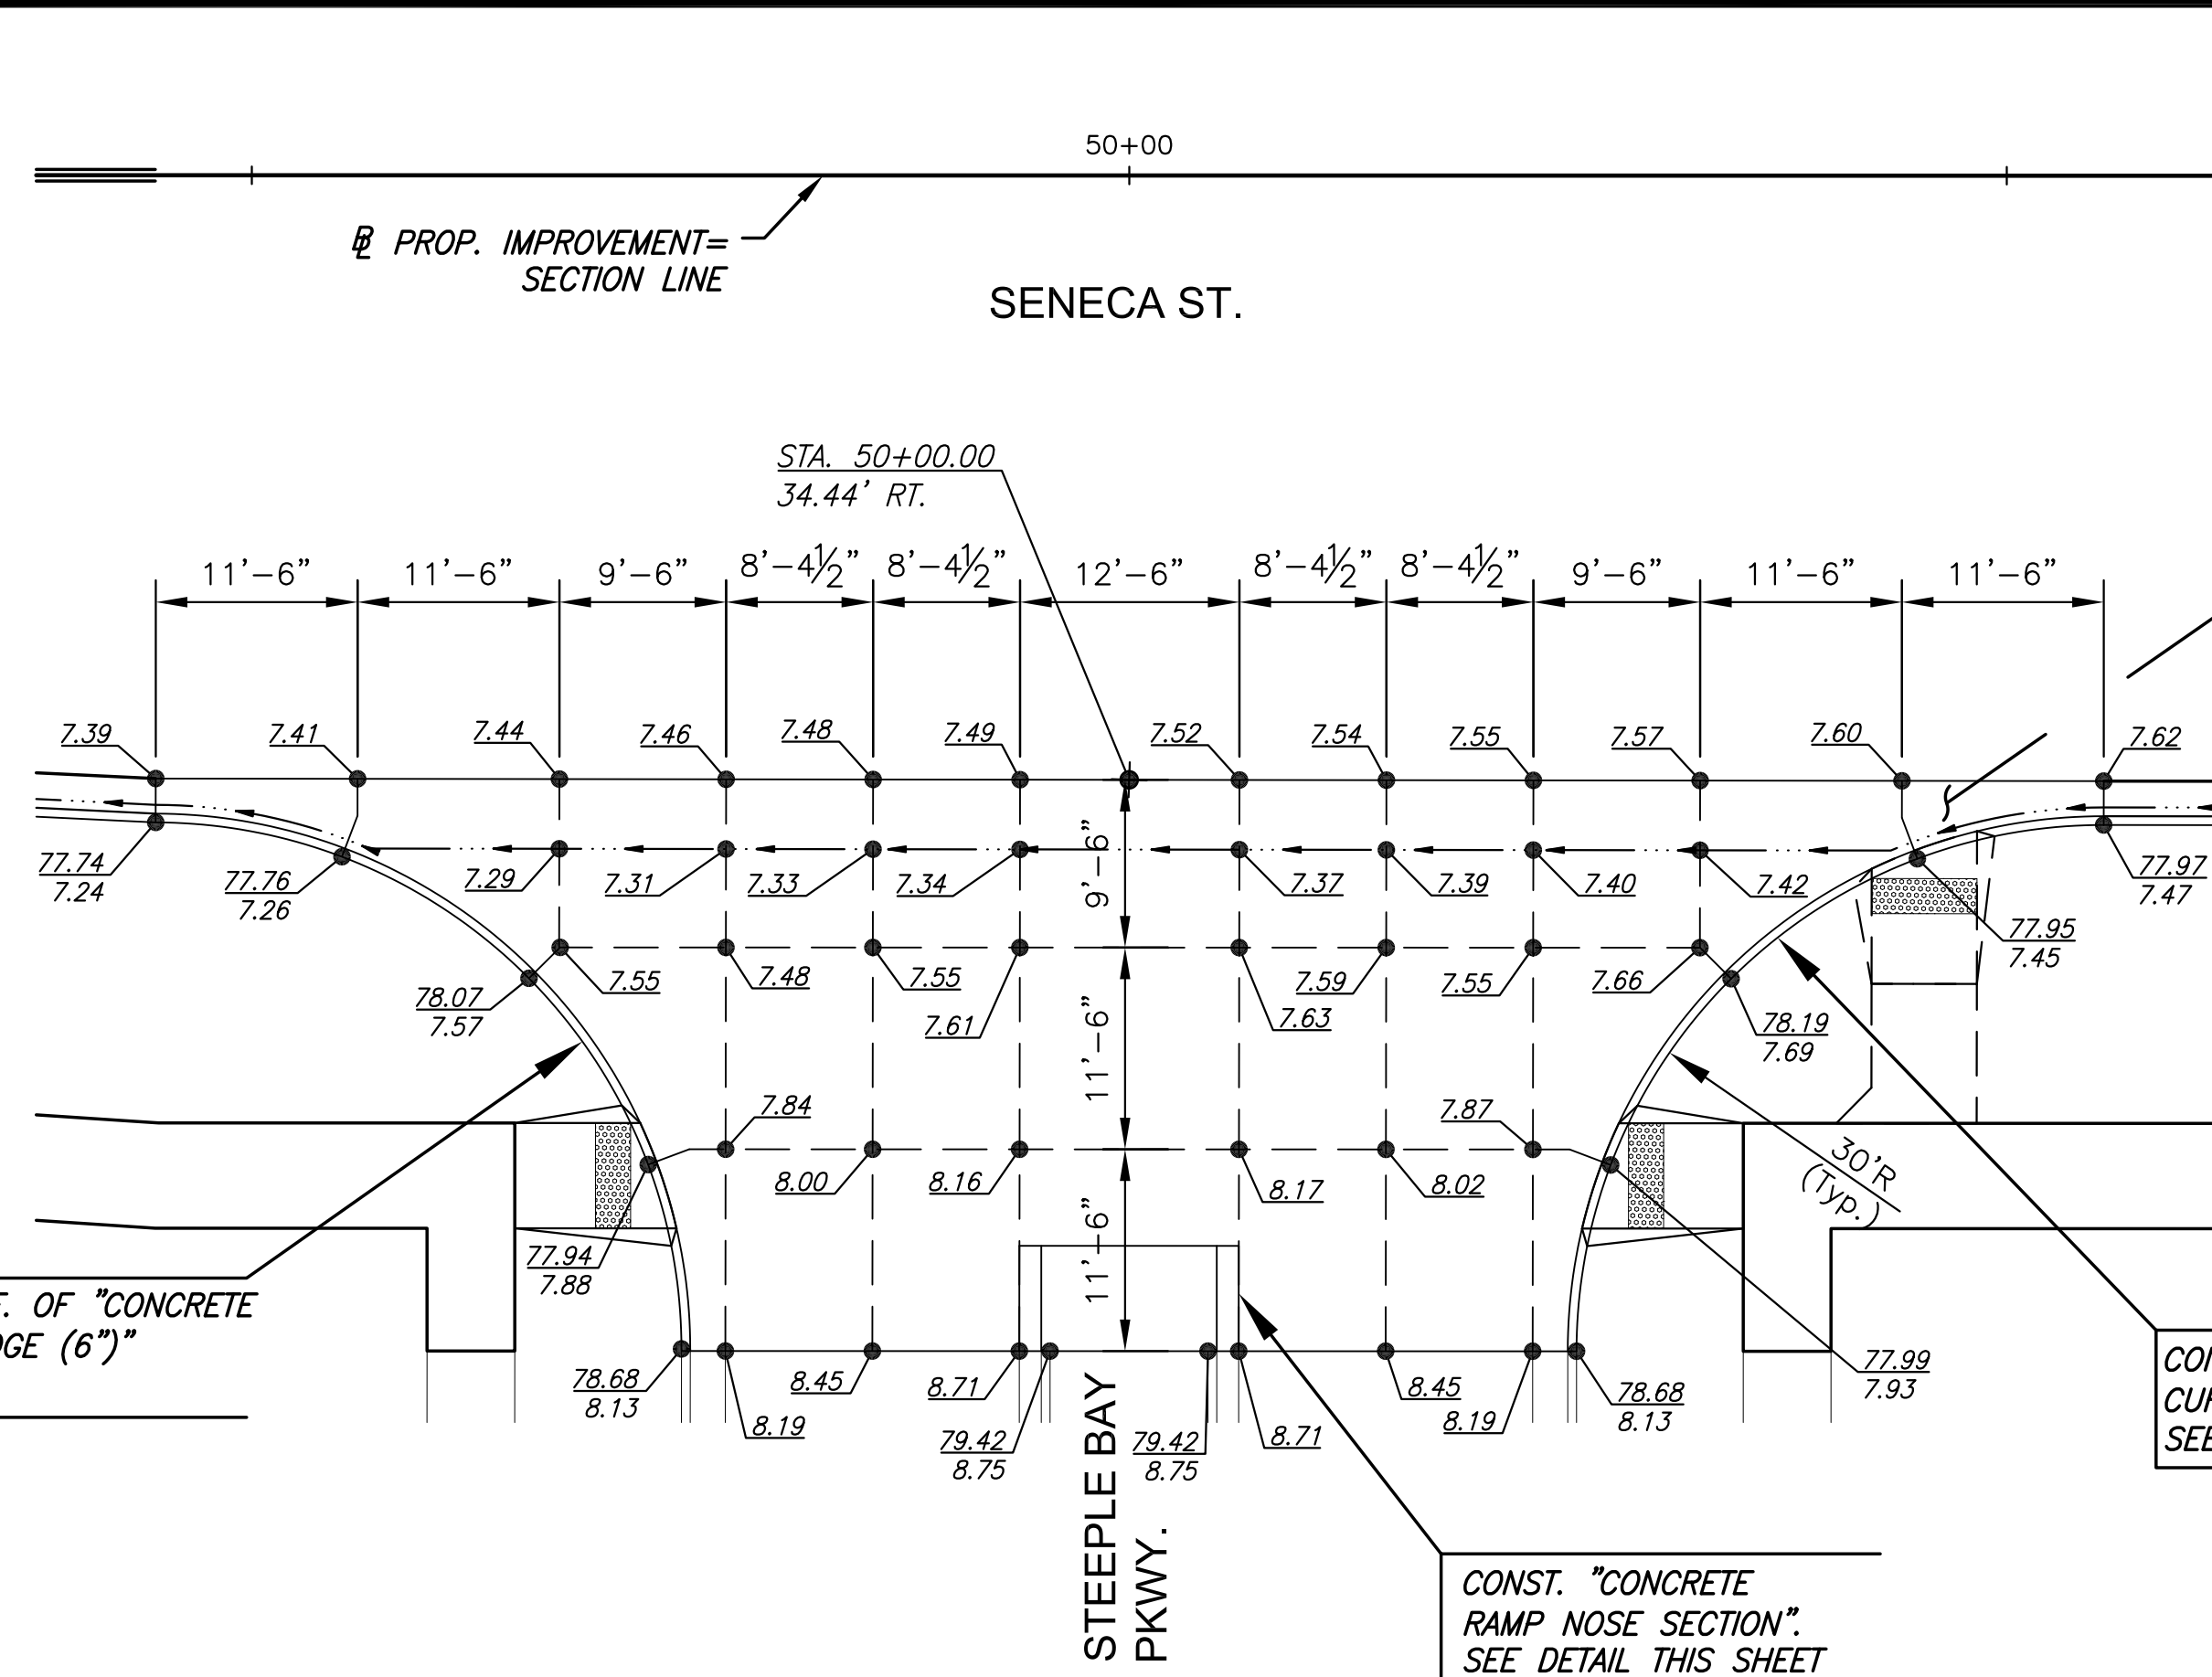 50+00
⅊ PROP. IMPROVEMENT=
SECTION LINE
SENECA ST.
STA. 50+00.00
34.44' RT.
11'-6" 11'-6" 9'-6" 8'-4½" 8'-4½" 12'-6" 8'-4½" 8'-4½" 9'-6" 11'-6" 11'-6"
7.39 7.41 7.44 7.46 7.48 7.49 7.52 7.54 7.55 7.57 7.60 7.62
9'-6"
77.74
7.24
77.76
7.26
7.29 7.31 7.33 7.34 7.37 7.39 7.40 7.42
77.97
7.47
77.95
7.45
78.07
7.57
7.55 7.48 7.55 7.61 7.63 7.59 7.55 7.66
78.19
7.69
11'-6"
7.84 8.00 8.16 8.17 8.02 7.87
30'R
(Typ.)
11'-6"
77.94
7.88
77.99
7.93
. OF "CONCRETE
(6")"
78.68
8.13
8.19 8.45 8.71
79.42
8.75
79.42
8.75
8.71 8.45 8.19
78.68
8.13
STEEPLE BAY
PKWY.
CONST. "CONCRETE
RAMP NOSE SECTION".
SEE DETAIL THIS SHEET
SEE